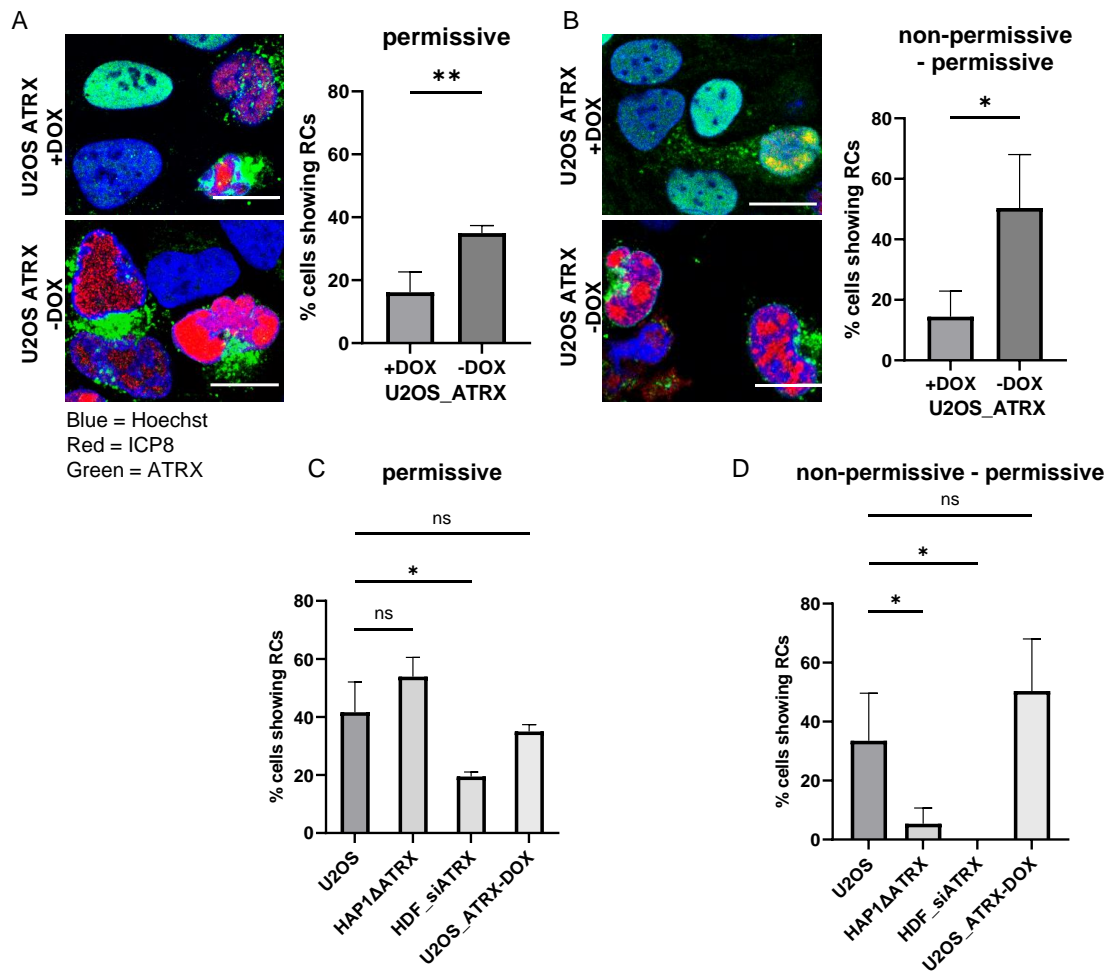 A
U2OS ATRX
+DOX
U2OS ATRX
-DOX
Blue = Hoechst
Red = ICP8
Green = ATRX
permissive
**
% cells showing RCs
80
60
40
20
0
+DOX -DOX
U2OS_ATRX
B
U2OS ATRX
+DOX
U2OS ATRX
-DOX
non-permissive
- permissive
*
% cells showing RCs
80
60
40
20
0
+DOX -DOX
U2OS_ATRX
C
permissive
ns
*
ns
% cells showing RCs
80
60
40
20
0
U2OS
HAP1ΔATRX
HDF_siATRX
U2OS_ATRX-DOX
D
non-permissive - permissive
ns
*
*
% cells showing RCs
80
60
40
20
0
U2OS
HAP1ΔATRX
HDF_siATRX
U2OS_ATRX-DOX